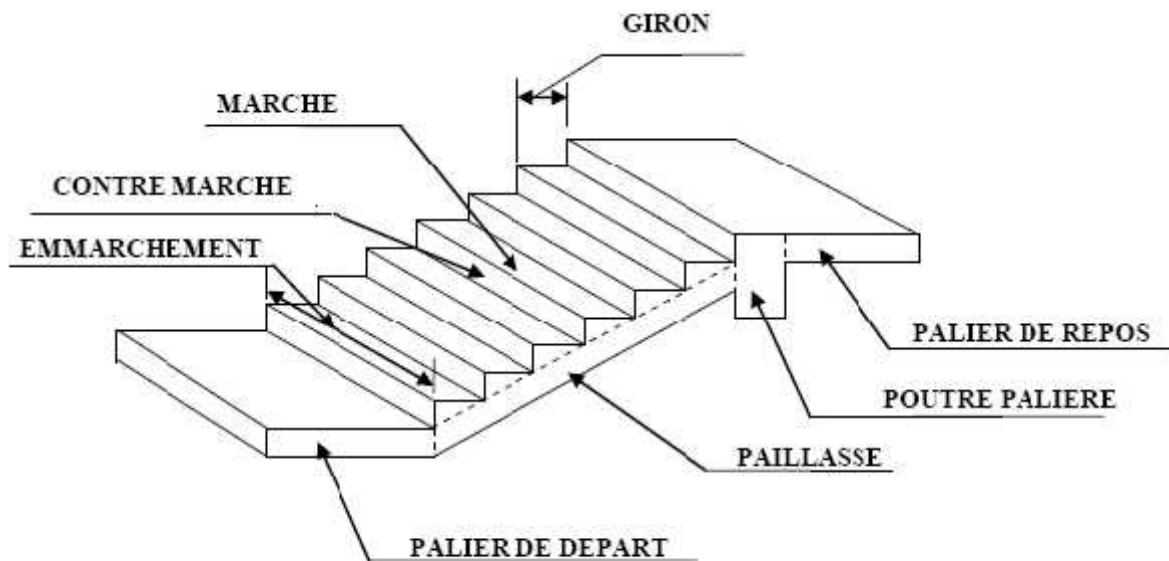 GIRON
MARCHE
CONTRE MARCHE
EMMARCHEMENT
PALIER DE REPOS
POUTRE PALIERE
PAILLASSE
PALIER DE DEPART